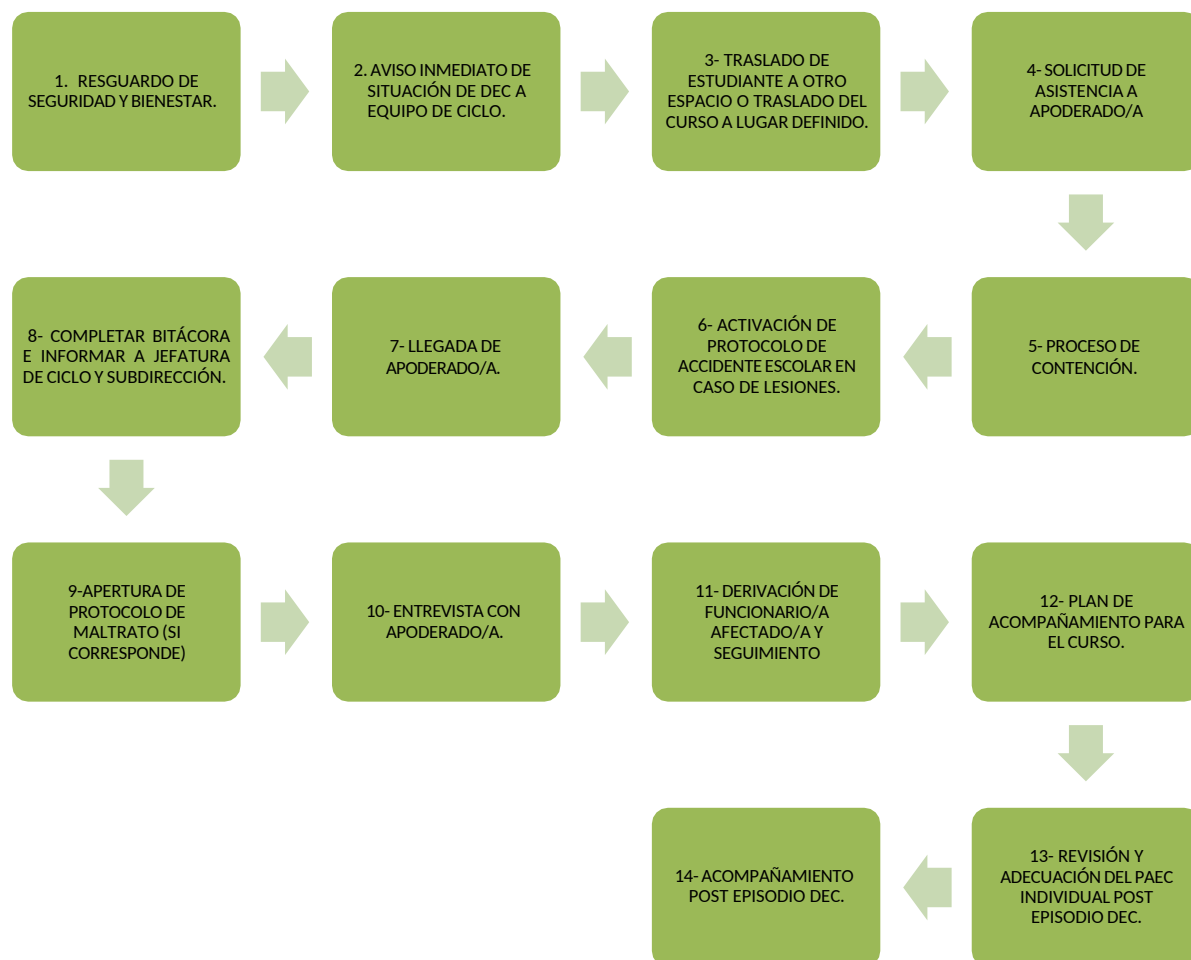 1. RESGUARDO DE
SEGURIDAD Y BIENESTAR.
2. AVISO INMEDIATO DE
SITUACIÓN DE DEC A
EQUIPO DE CICLO.
3- TRASLADO DE
ESTUDIANTE A OTRO
ESPACIO O TRASLADO DEL
CURSO A LUGAR DEFINIDO.
4- SOLICITUD DE
ASISTENCIA A
APODERADO/A
5- PROCESO DE
CONTENCIÓN.
6- ACTIVACIÓN DE
PROTOCOLO DE
ACCIDENTE ESCOLAR EN
CASO DE LESIONES.
7- LLEGADA DE
APODERADO/A.
8- COMPLETAR BITÁCORA
E INFORMAR A JEFATURA
DE CICLO Y SUBDIRECCIÓN.
9-APERTURA DE
PROTOCOLO DE
MALTRATO (SI
CORRESPONDE)
10- ENTREVISTA CON
APODERADO/A.
11- DERIVACIÓN DE
FUNCIONARIO/A
AFECTADO/A Y
SEGUIMIENTO
12- PLAN DE
ACOMPAÑAMIENTO PARA
EL CURSO.
13- REVISIÓN Y
ADECUACIÓN DEL PAEC
INDIVIDUAL POST
EPISODIO DEC.
14- ACOMPAÑAMIENTO
POST EPISODIO DEC.